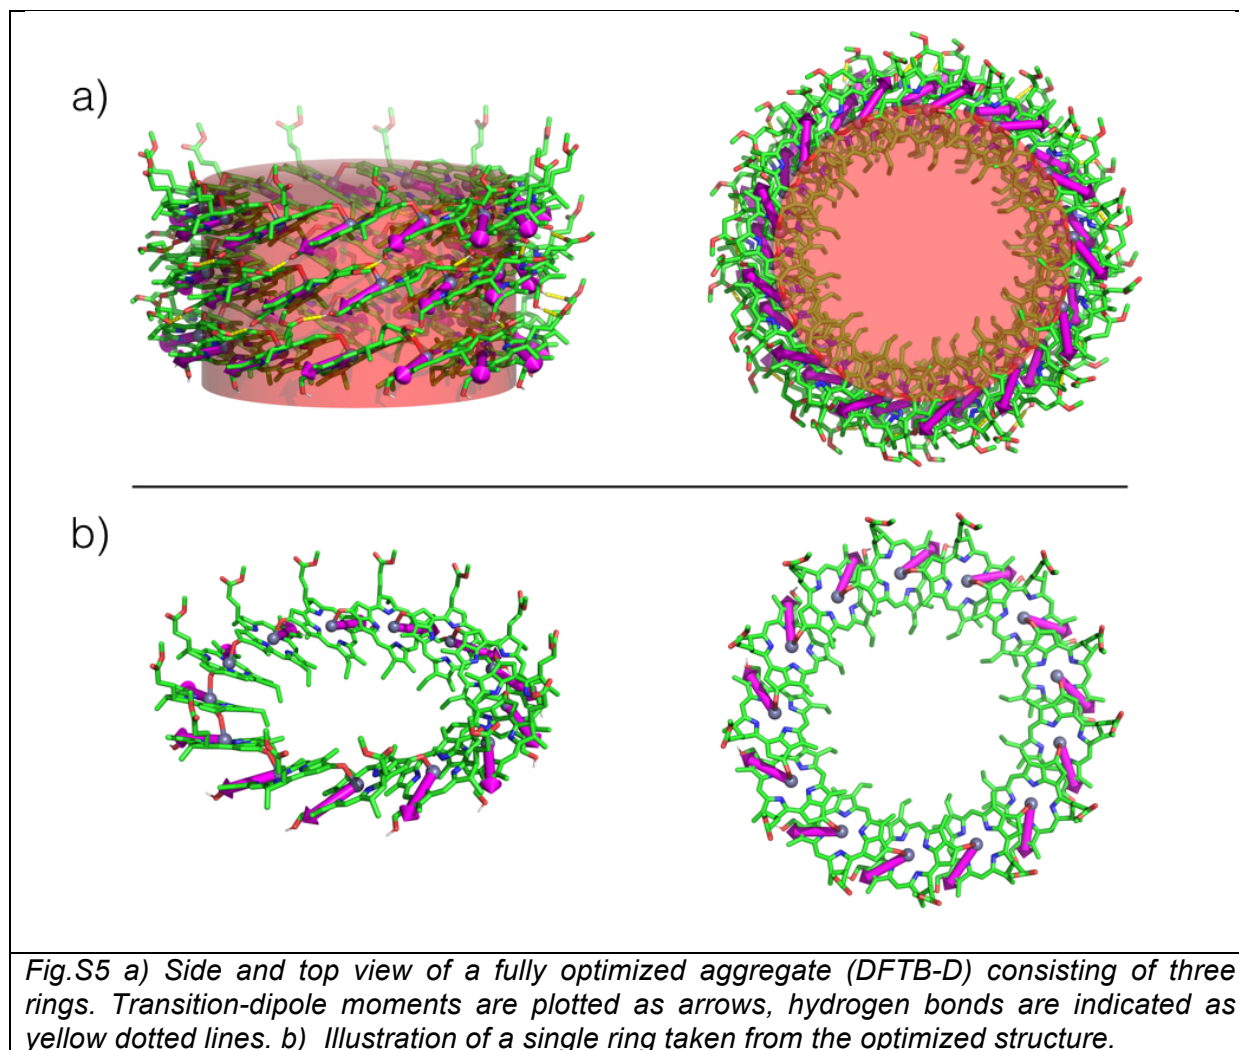 a)
b)
Fig.S5 a) Side and top view of a fully optimized aggregate (DFTB-D) consisting of three
rings. Transition-dipole moments are plotted as arrows, hydrogen bonds are indicated as
yellow dotted lines. b) Illustration of a single ring taken from the optimized structure.